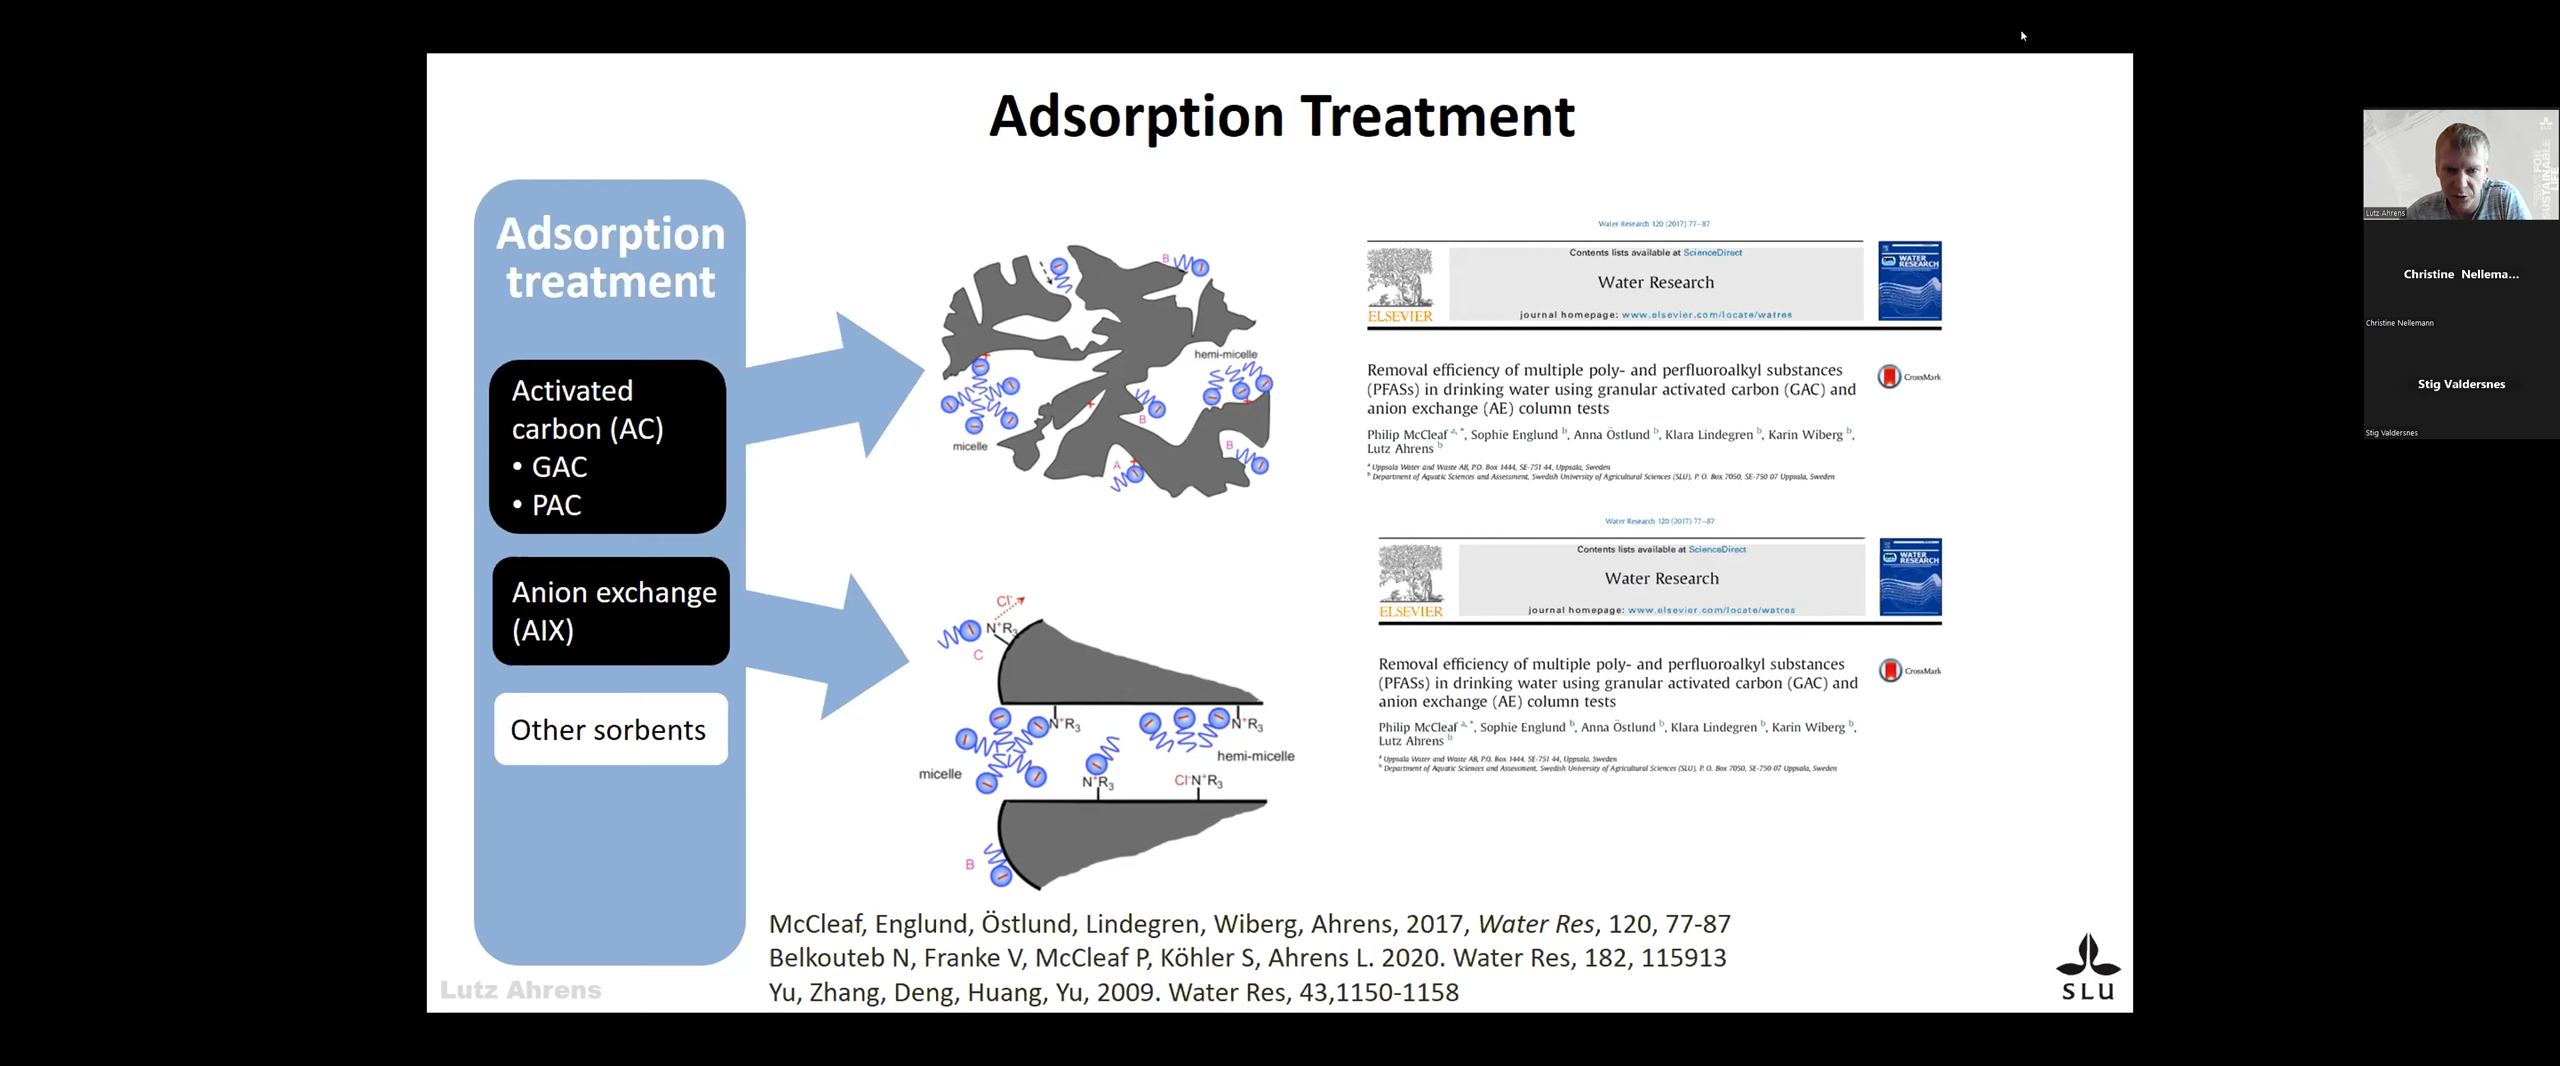 Adsorption Treatment
Adsorption
treatment
Activated
carbon (AC)
• GAC
• PAC
Anion exchange
(AIX)
Other sorbents
B
hemi-micelle
micelle
B
B
A
+
+
+
+
Cl⁻
N⁺R₃
C
N⁺R₃
N⁺R₃
hemi-micelle
micelle
N⁺R₃
Cl⁻N⁺R₃
B
Water Research 120 (2017) 77–87
Contents lists available at ScienceDirect
Water Research
journal homepage: www.elsevier.com/locate/watres
ELSEVIER
WATER
RESEARCH
Removal efficiency of multiple poly- and perfluoroalkyl substances
(PFASs) in drinking water using granular activated carbon (GAC) and
anion exchange (AE) column tests
CrossMark
Philip McCleaf a, *, Sophie Englund b, Anna Östlund b, Klara Lindegren b, Karin Wiberg b,
Lutz Ahrens b
a Uppsala Water and Waste AB, P.O. Box 1444, SE-751 44, Uppsala, Sweden
b Department of Aquatic Sciences and Assessment, Swedish University of Agricultural Sciences (SLU), P. O. Box 7050, SE-750 07 Uppsala, Sweden
Water Research 120 (2017) 77–87
Contents lists available at ScienceDirect
Water Research
journal homepage: www.elsevier.com/locate/watres
ELSEVIER
WATER
RESEARCH
Removal efficiency of multiple poly- and perfluoroalkyl substances
(PFASs) in drinking water using granular activated carbon (GAC) and
anion exchange (AE) column tests
CrossMark
Philip McCleaf a, *, Sophie Englund b, Anna Östlund b, Klara Lindegren b, Karin Wiberg b,
Lutz Ahrens b
a Uppsala Water and Waste AB, P.O. Box 1444, SE-751 44, Uppsala, Sweden
b Department of Aquatic Sciences and Assessment, Swedish University of Agricultural Sciences (SLU), P. O. Box 7050, SE-750 07 Uppsala, Sweden
McCleaf, Englund, Östlund, Lindegren, Wiberg, Ahrens, 2017, Water Res, 120, 77-87
Belkouteb N, Franke V, McCleaf P, Köhler S, Ahrens L. 2020. Water Res, 182, 115913
Yu, Zhang, Deng, Huang, Yu, 2009. Water Res, 43,1150-1158
Lutz Ahrens
SLU
SLU
FOR
SUSTAINABLE
LIFE
Lutz Ahrens
Christine Nellema...
Christine Nellemann
Stig Valdersnes
Stig Valdersnes